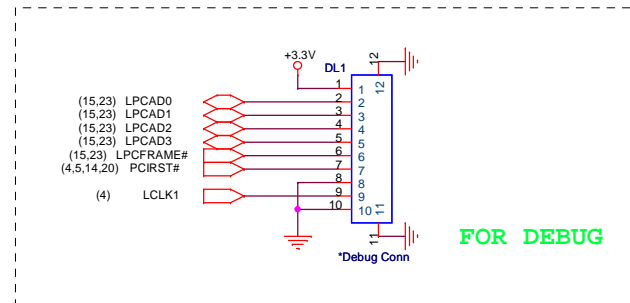 +3.3V
DL1
12
12
1 1
(15,23) LPCAD0 2 2
(15,23) LPCAD1 3 3
(15,23) LPCAD2 4 4
(15,23) LPCAD3 5 5
(15,23) LPCFRAME# 6 6
(4,5,14,20) PCIRST# 7 7
8 8
(4) LCLK1 9 9
10 10
11
11
FOR DEBUG
*Debug Conn